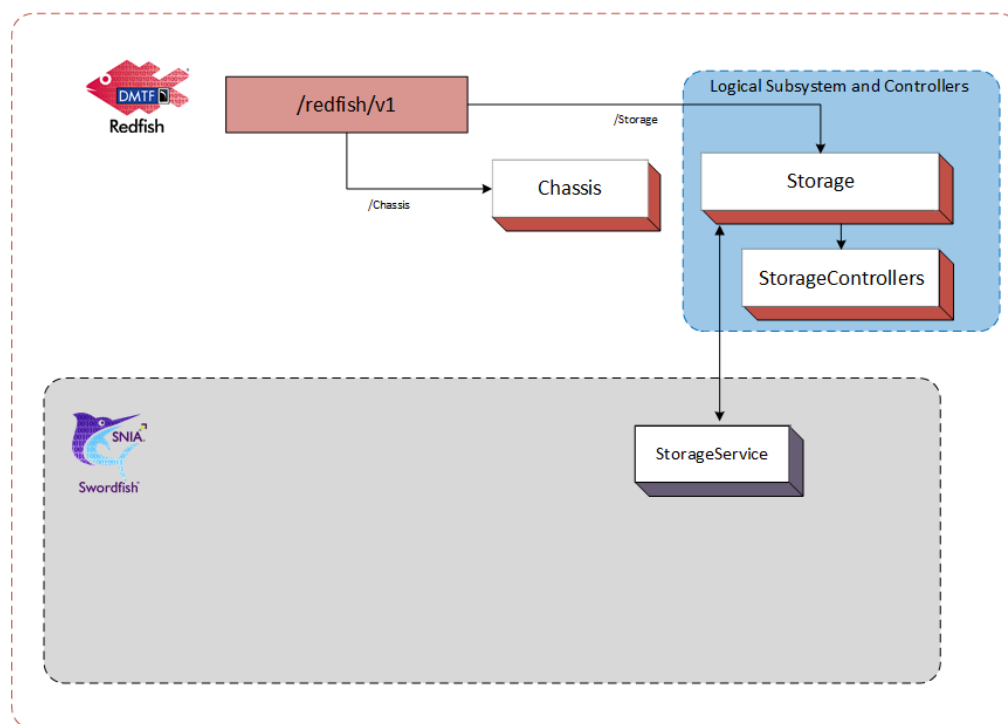 DMTF
Redfish
/redfish/v1
/Storage
/Chassis
Chassis
Logical Subsystem and Controllers
Storage
StorageControllers
SNIA
Swordfish
StorageService